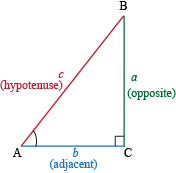 B
c
(hypotenuse)
a
(opposite)
A
b
(adjacent)
C